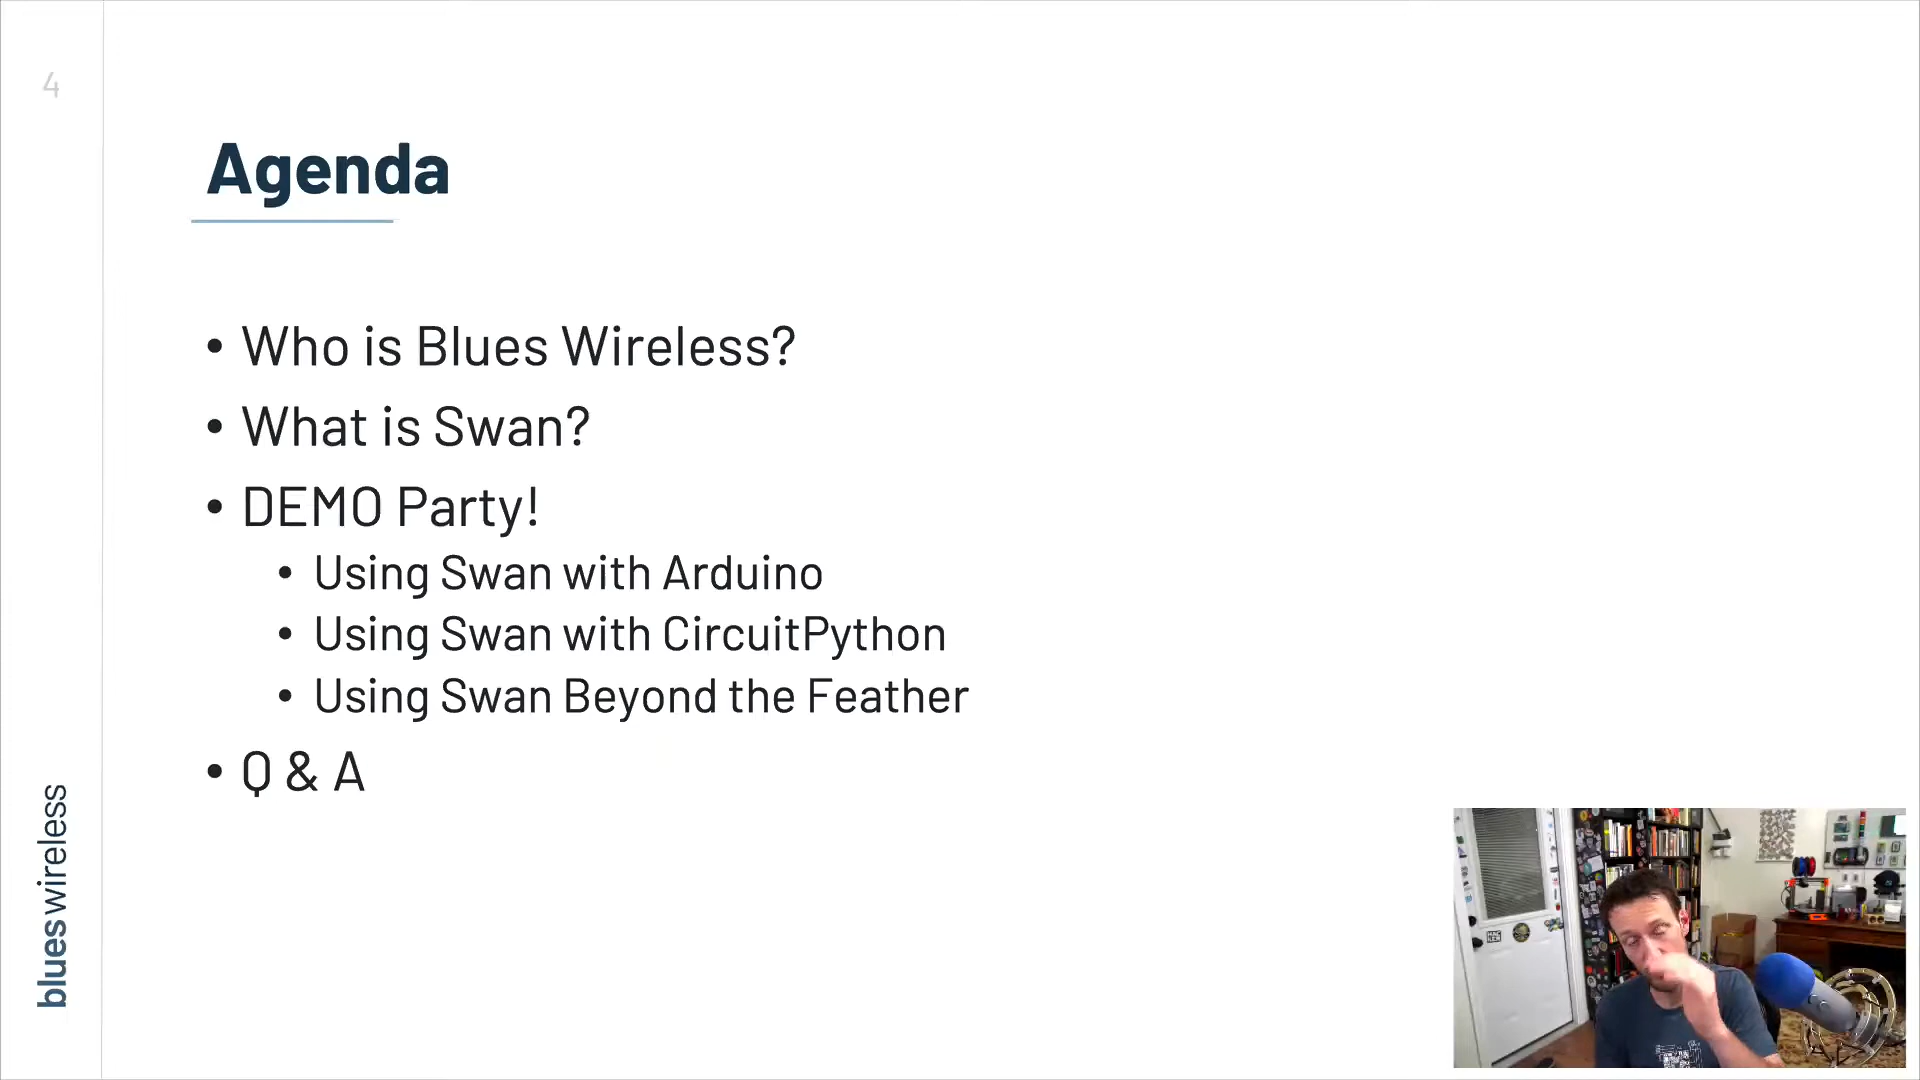 4
Agenda
• Who is Blues Wireless?
• What is Swan?
• DEMO Party!
• Using Swan with Arduino
• Using Swan with CircuitPython
• Using Swan Beyond the Feather
• Q & A
blues wireless